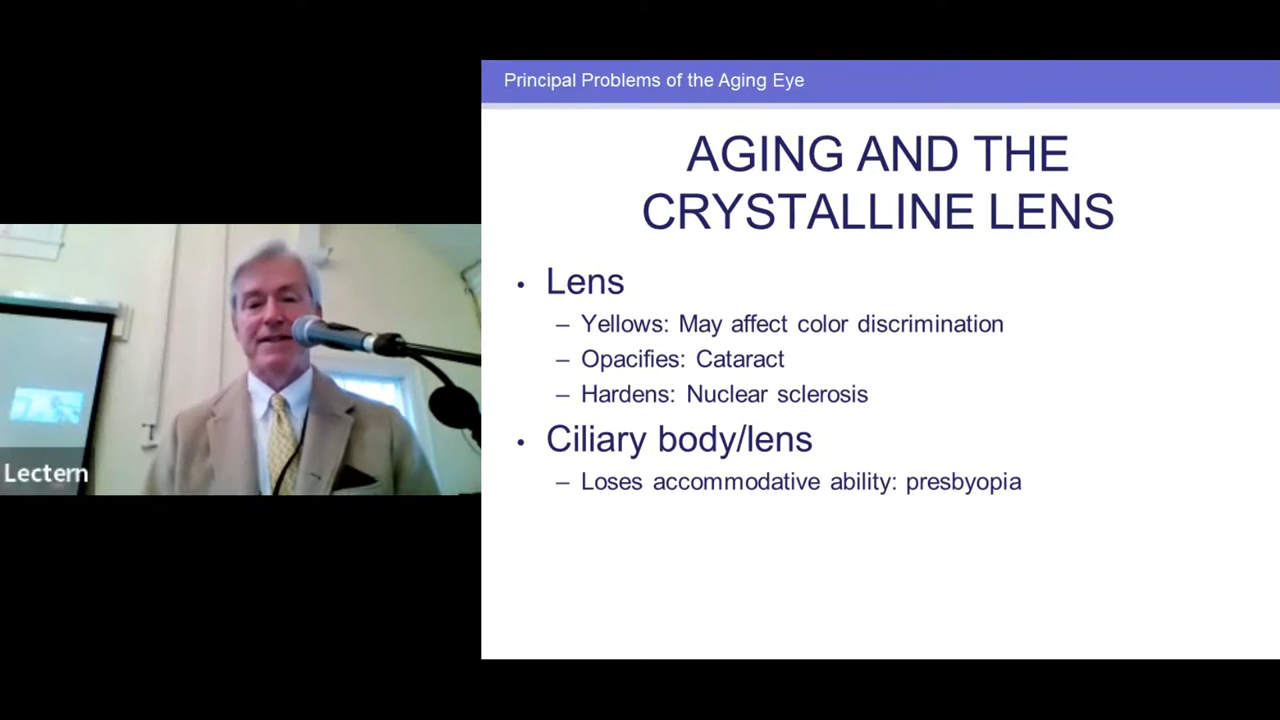 Principal Problems of the Aging Eye
AGING AND THE
CRYSTALLINE LENS
• Lens
– Yellows: May affect color discrimination
– Opacifies: Cataract
– Hardens: Nuclear sclerosis
• Ciliary body/lens
– Loses accommodative ability: presbyopia
Lectern